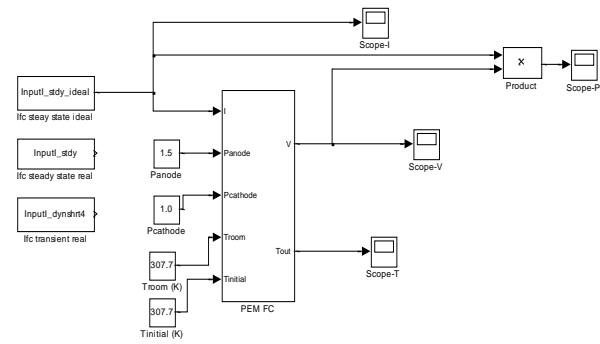 Scope-I
x
Product
Scope-P
InputI_stdy_ideal
Ifc steay state ideal
I
InputI_stdy
Ifc steady state real
1.5
Panode
Panode
V
Scope-V
InputI_dynshrt4
Ifc transient real
1.0
Pcathode
Pcathode
Troom
307.7
Troom (K)
Tout
Scope-T
Tinitial
307.7
Tinitial (K)
PEM FC